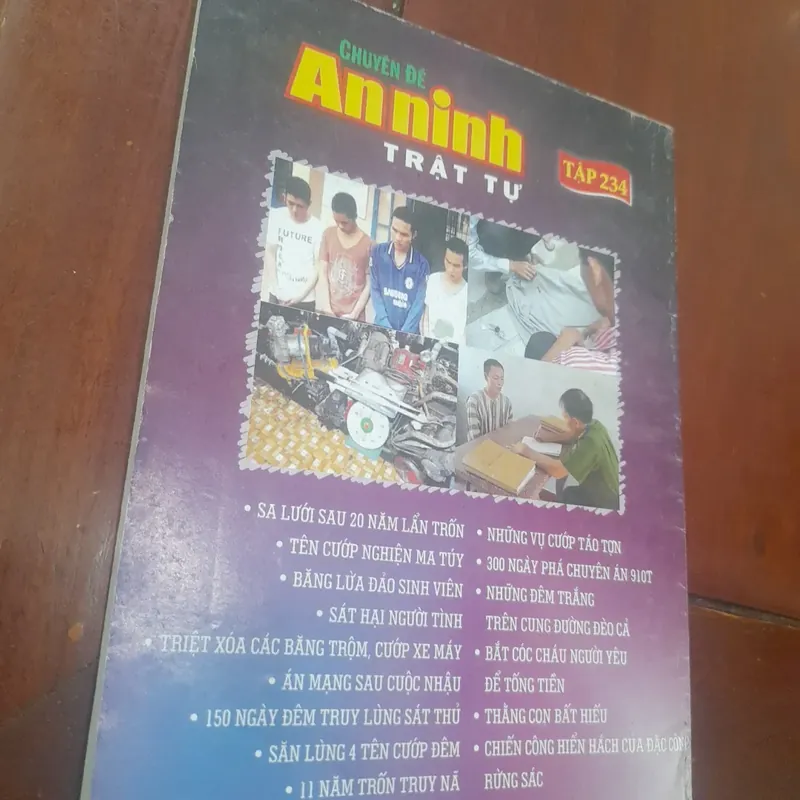 CHUYÊN ĐỀ
An ninh
TRẬT TỰ
TẬP 234
FUTURE
SAMSUNG
• SA LƯỚI SAU 20 NĂM LẨN TRỐN
• TÊN CƯỚP NGHIỆN MA TÚY
• BĂNG LỪA ĐẢO SINH VIÊN
• SÁT HẠI NGƯỜI TÌNH
• TRIỆT XÓA CÁC BĂNG TRỘM, CƯỚP XE MÁY
• ÁN MẠNG SAU CUỘC NHẬU
• 150 NGÀY ĐÊM TRUY LÙNG SÁT THỦ
• SĂN LÙNG 4 TÊN CƯỚP ĐÊM
• 11 NĂM TRỐN TRUY NÃ
• NHỮNG VỤ CƯỚP TÁO TỢN
• 300 NGÀY PHÁ CHUYÊN ÁN 910T
• NHỮNG ĐÊM TRẮNG
TRÊN CUNG ĐƯỜNG ĐÈO CẢ
• BẮT CÓC CHÁU NGƯỜI YÊU
ĐỂ TỐNG TIỀN
• THẰNG CON BẤT HIẾU
• CHIẾN CÔNG HIỂN HÁCH CỦA ĐẶC CÔNG
RỪNG SÁC